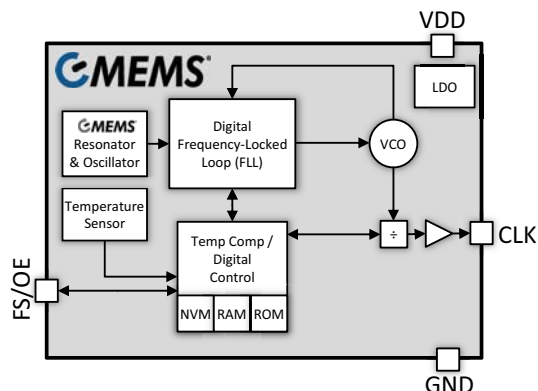 VDD
CMEMS®
LDO
CMEMS®
Resonator
& Oscillator
Digital
Frequency-Locked
Loop (FLL)
VCO
Temperature
Sensor
Temp Comp /
Digital
Control
÷
CLK
FS/OE
NVM RAM ROM
GND